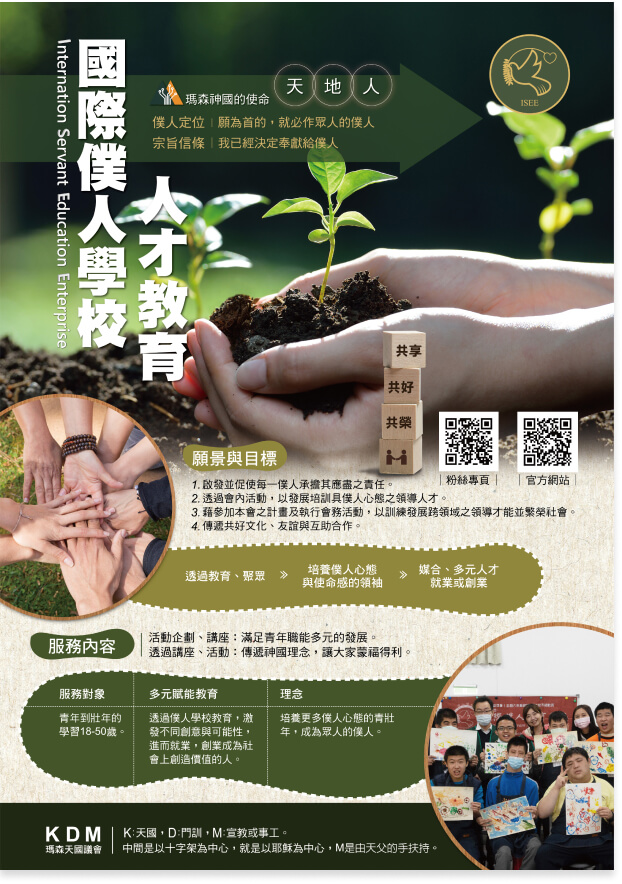 國際僕人學校
人才教育
Internation Servant Education Enterprise
瑪森神國的使命
天 地 人
僕人定位｜願為首的，就必作眾人的僕人
宗旨信條｜我已經決定奉獻給僕人
ISEE
共享
共好
共榮
粉絲專頁
官方網站
願景與目標
1. 啟發並促使每一僕人承擔其應盡之責任。
2. 透過會內活動，以發展培訓具僕人心態之領導人才。
3. 藉參加本會之計畫及執行會務活動，以訓練發展跨領域之領導才能並繁榮社會。
4. 傳遞共好文化、友誼與互助合作。
透過教育、聚眾 »
培養僕人心態
與使命感的領袖
» 媒合、多元人才
就業或創業
服務內容
活動企劃、講座：滿足青年職能多元的發展。
透過講座、活動：傳遞神國理念，讓大家蒙福得利。
服務對象
青年到壯年的
學習18-50歲。
多元賦能教育
透過僕人學校教育，激
發不同創意與可能性，
進而就業，創業成為社
會上創造價值的人。
理念
培養更多僕人心態的青壯
年，成為眾人的僕人。
KDM
瑪森天國議會
K:天國，D:門訓，M:宣教或事工。
中間是以十字架為中心，就是以耶穌為中心，M是由天父的手扶持。